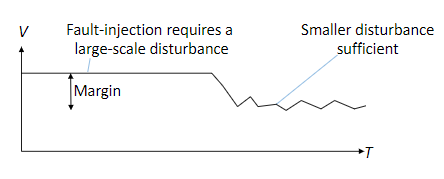 V
Fault-injection requires a
large-scale disturbance
Smaller disturbance
sufficient
Margin
T